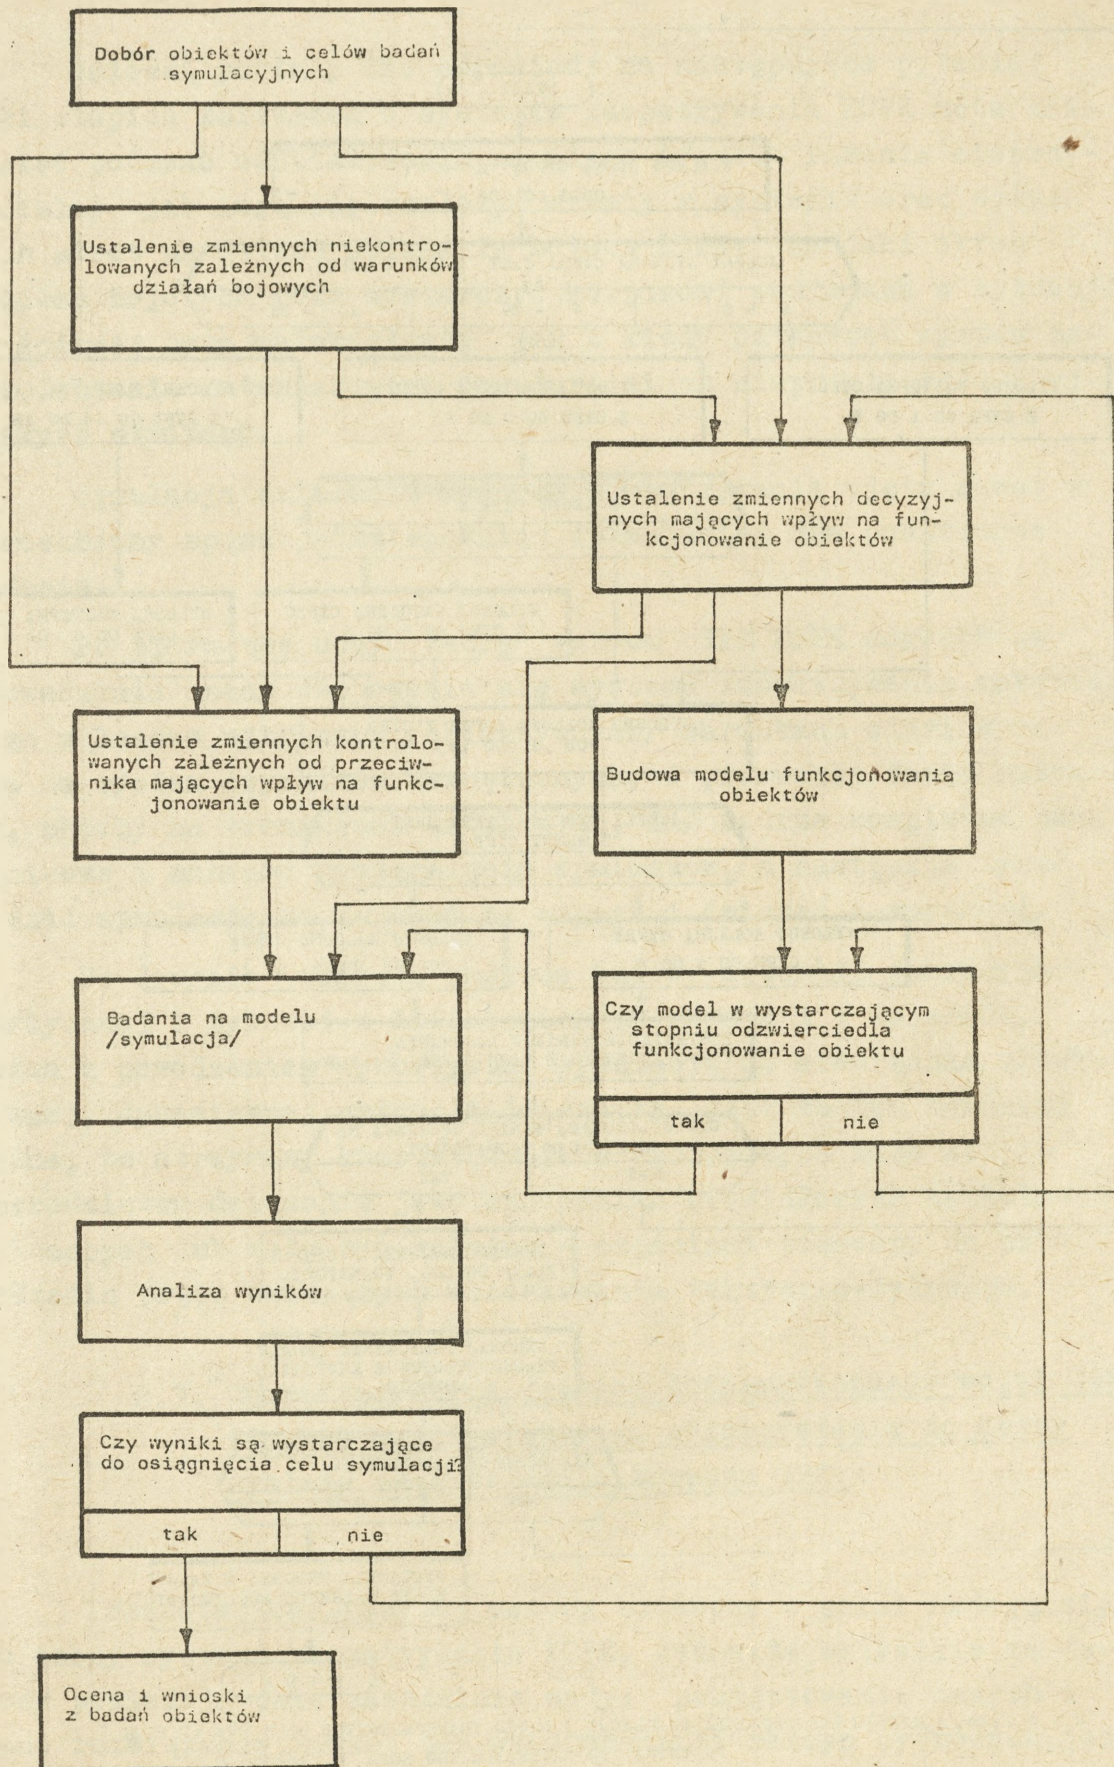 Dobór obiektów i celów badań
symulacyjnych
Ustalenie zmiennych niekontro-
lowanych zależnych od warunków
działań bojowych
Ustalenie zmiennych decyzyj-
nych mających wpływ na fun-
kcjonowanie obiektów
Ustalenie zmiennych kontrolo-
wanych zależnych od przeciw-
nika mających wpływ na funkc-
jonowanie obiektu
Budowa modelu funkcjonowania
obiektów
Badania na modelu
/symulacja/
Czy model w wystarczającym
stopniu odzwierciedla
funkcjonowanie obiektu
tak
nie
Analiza wyników
Czy wyniki są wystarczające
do osiągnięcia celu symulacji?
tak
nie
Ocena i wnioski
z badań obiektów